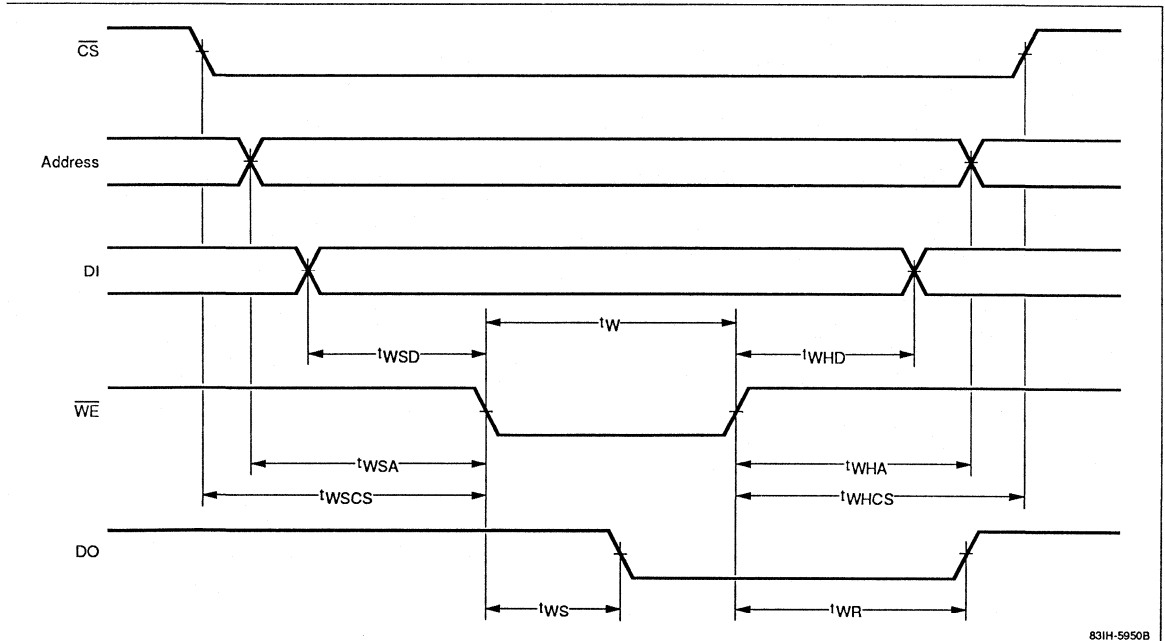 CS
Address
DI
tW
tWSD
tWHD
WE
tWSA
tWHA
tWSCS
tWHCS
DO
tWS
tWR
83IH-5950B